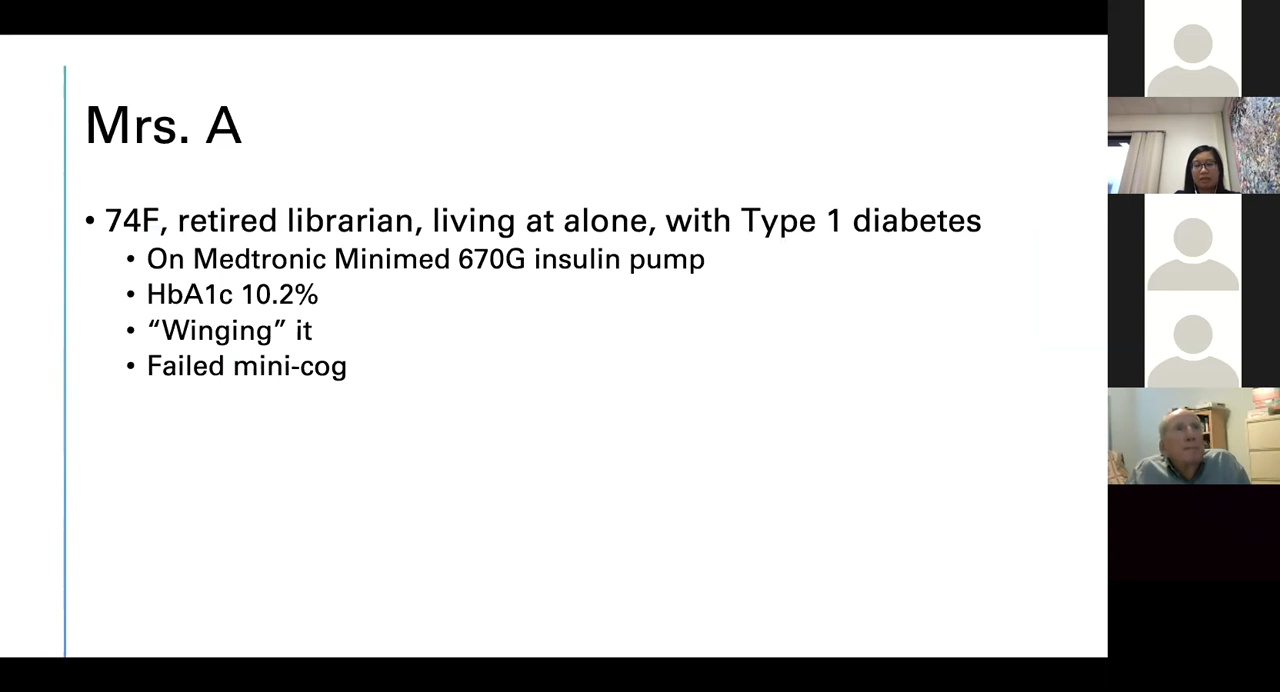 Mrs. A
• 74F, retired librarian, living at alone, with Type 1 diabetes
• On Medtronic Minimed 670G insulin pump
• HbA1c 10.2%
• “Winging” it
• Failed mini-cog